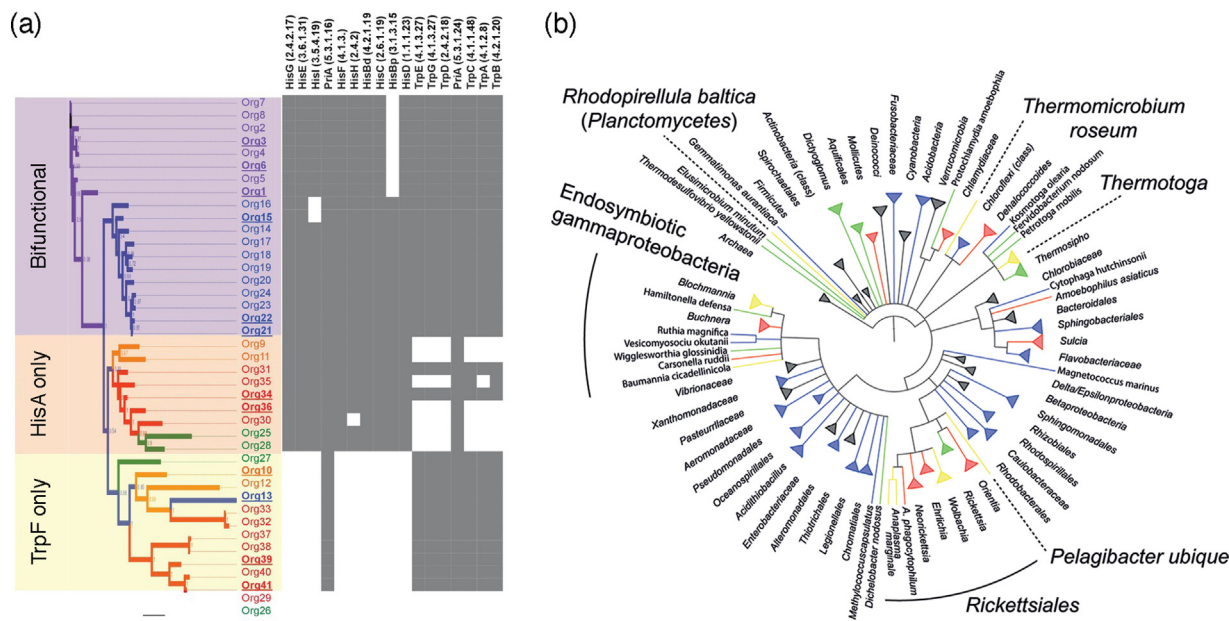 (a)
HisG (2.4.2.17)
HisE (3.6.1.31)
HisI (3.5.4.19)
PriA (5.3.1.16)
HisF (4.1.3.)
HisH (2.4.2)
HisBd (4.2.1.19
HisC (2.6.1.19)
HisBp (3.1.3.15
HisD (1.1.1.23)
TrpE (4.1.3.27)
TrpG (4.1.3.27)
TrpD (2.4.2.18)
PriA (5.3.1.24)
TrpC (4.1.1.48)
TrpA (4.1.2.8)
TrpB (4.2.1.20)
Bifunctional
HisA only
TrpF only
Org7
Org8
Org2
Org3
Org4
Org6
Org5
Org1
Org16
Org15
Org14
Org17
Org18
Org19
Org20
Org24
Org23
Org22
Org21
Org9
Org11
Org31
Org35
Org34
Org36
Org30
Org25
Org28
Org27
Org10
Org12
Org13
Org33
Org32
Org37
Org38
Org39
Org40
Org41
Org29
Org26
(b)
Rhodopirellula baltica
(Planctomycetes)
Thermomicrobium
roseum
Thermotoga
Endosymbiotic
gammaproteobacteria
Pelagibacter ubique
Rickettsiales
Archaea
Thermodesulfovibrio yellowstonii
Elusimicrobium minutum
Gemmatimonas aurantiaca
Firmicutes
Spirochaetales
Actinobacteria (class)
Dictyoglomus
Aquificales
Mollicutes
Deinococci
Fusobacteriaceae
Cyanobacteria
Acidobacteria
Verrucomicrobia
Protochlamydia amoebophila
Chlamydiaceae
Chloroflexi (class)
Dehalococcoides
Kosmotoga olearia
Fervidobacterium nodosum
Petrotoga mobilis
Thermosipho
Chlorobiaceae
Cytophaga hutchinsonii
Amoebophilus asiaticus
Bacteroidales
Sphingobacteriales
Sulcia
Flavobacteriaceae
Magnetococcus marinus
Delta/Epsilonproteobacteria
Betaproteobacteria
Sphingomonadales
Rhizobiales
Rhodospirillales
Caulobacteraceae
Rhodobacterales
Orientia
Rickettsia
Wolbachia
Ehrlichia
Neorickettsia
A. phagocytophilum
Anaplasma
marginale
Dichelobacter nodosus
Methylococcuscapsulatus
Chromatiales
Legionellales
Thiotrichales
Alteromonadales
Enterobacteriaceae
Acidithiobacillus
Oceanospirillales
Pseudomonadales
Aeromonadaceae
Pasteurillaceae
Xanthomonadaceae
Vibrionaceae
Baumannia cicadellinicola
Carsonella ruddii
Wigglesworthia glossinidia
Vesicomyosociu okutanii
Ruthia magnifica
Buchnera
Hamiltonella defensa
Blochmannia